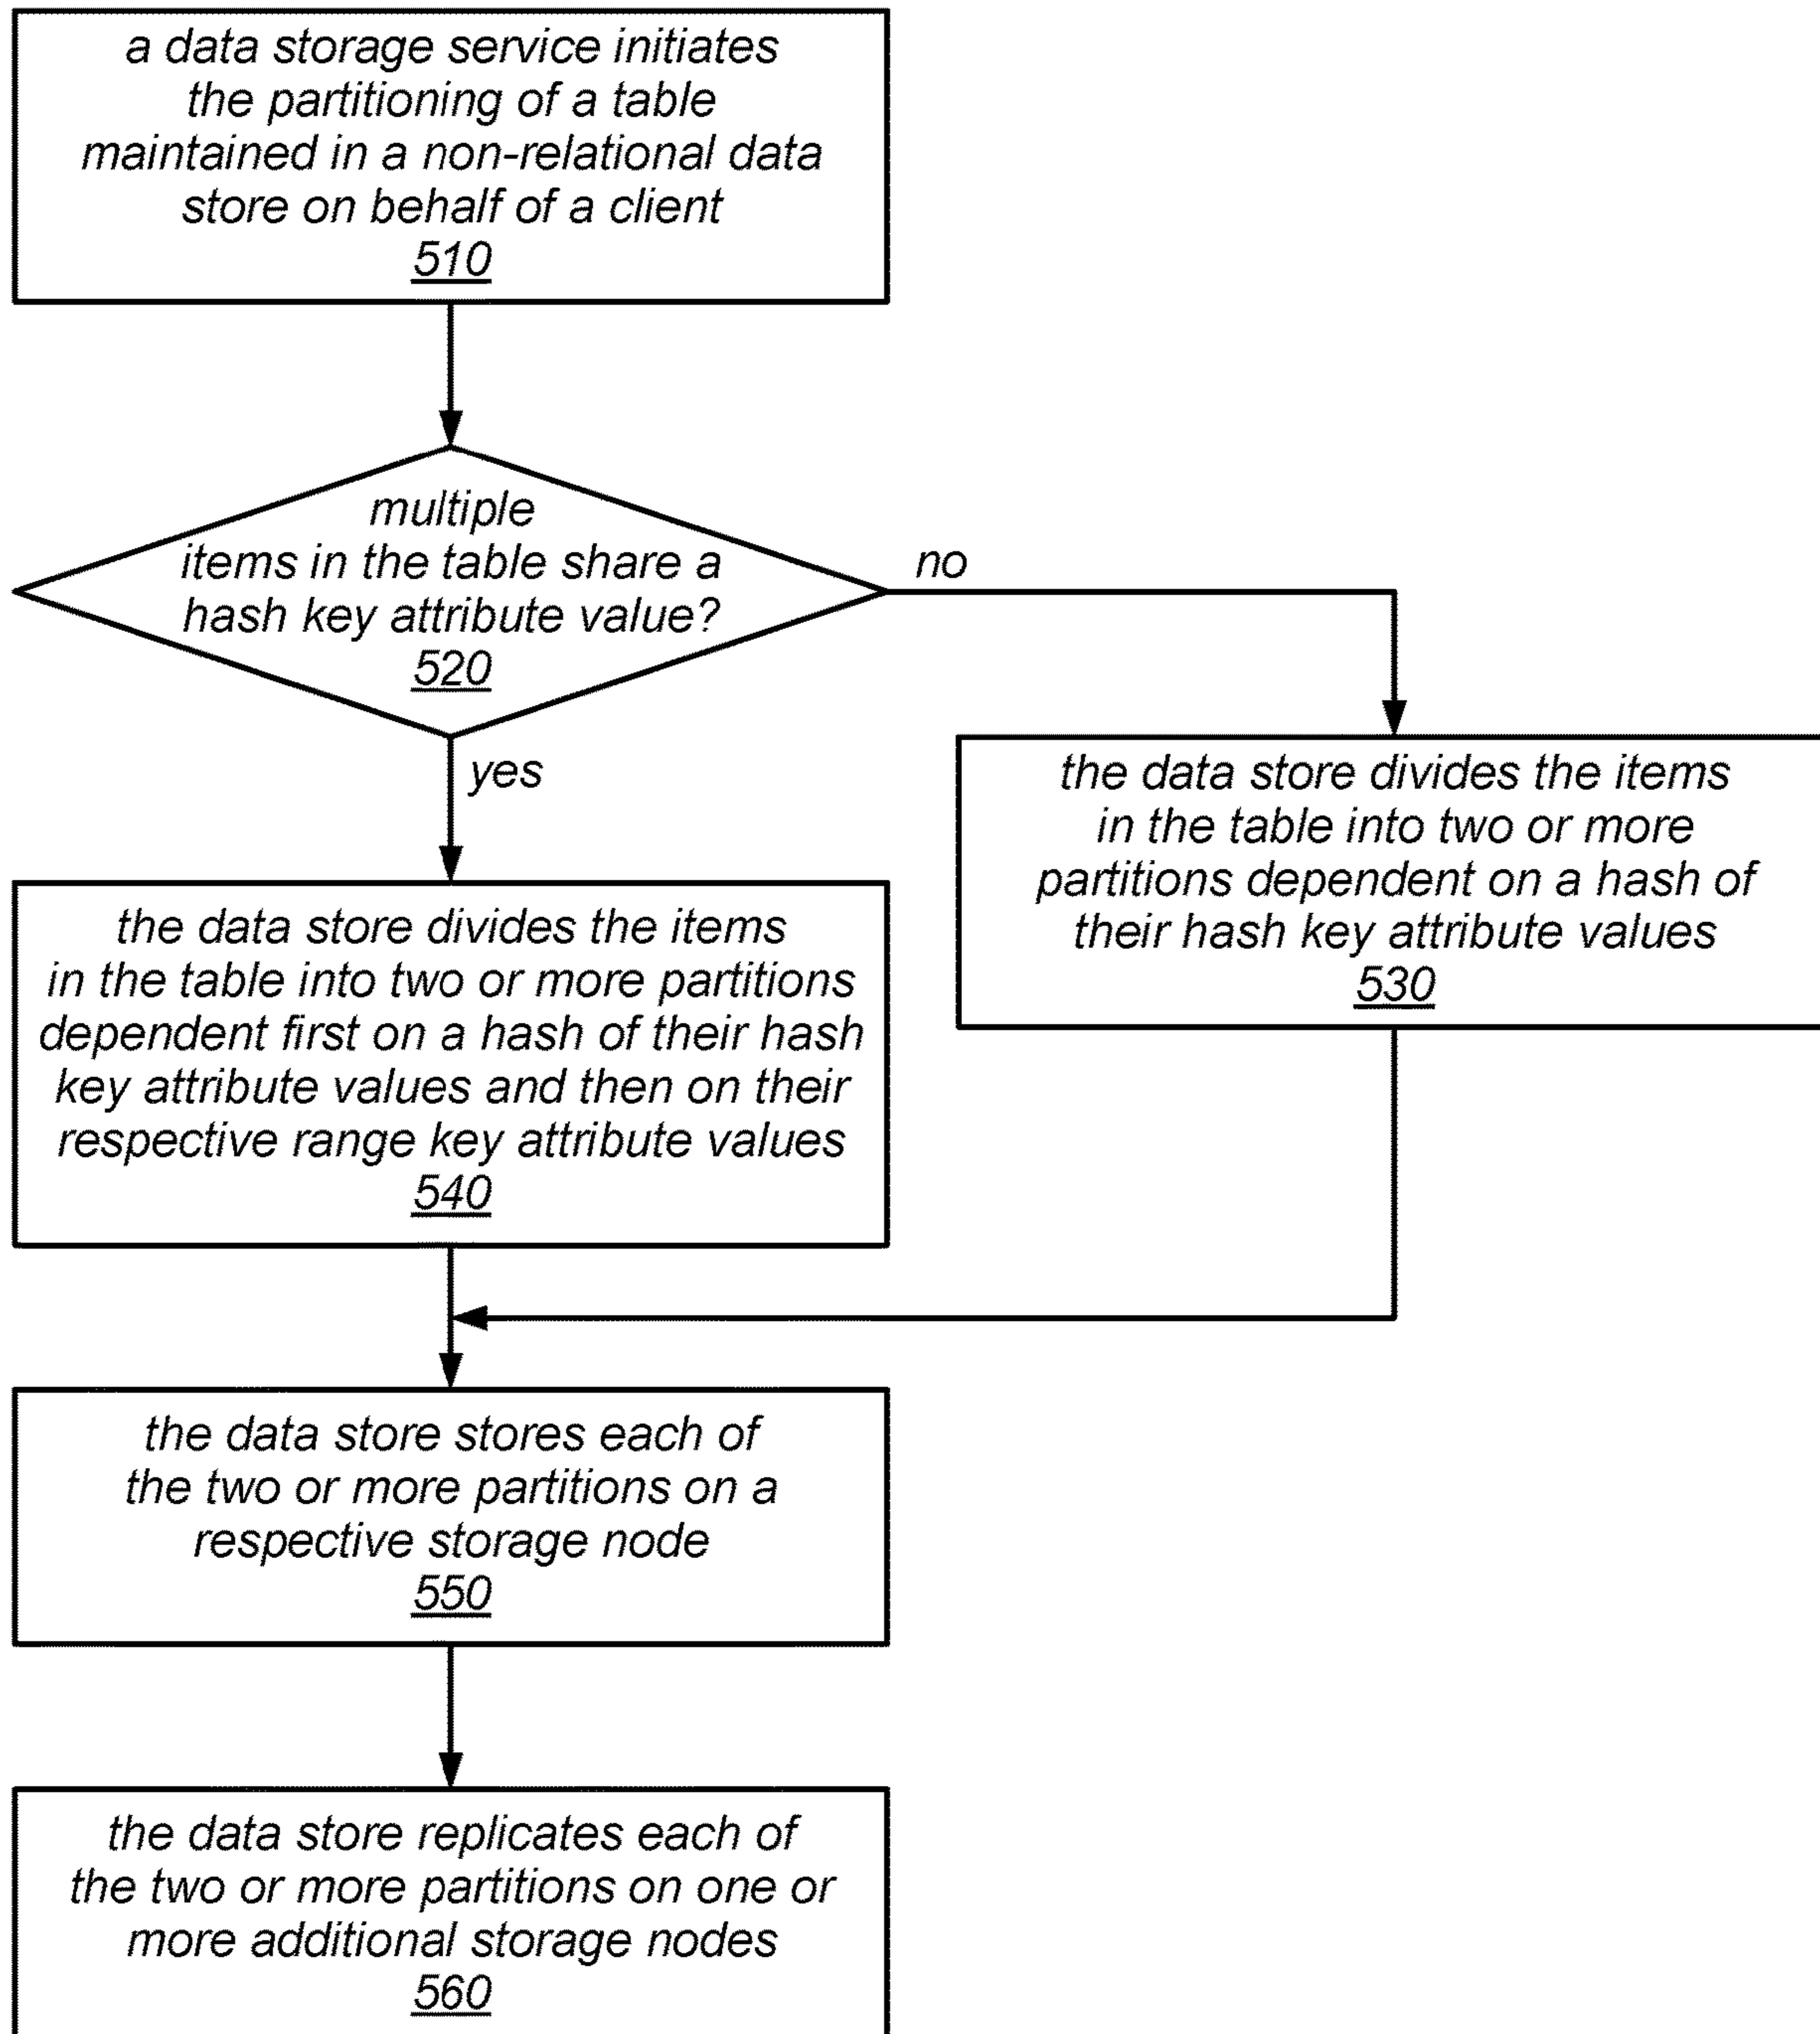 a data storage service initiates
the partitioning of a table
maintained in a non-relational data
store on behalf of a client
510
multiple
items in the table share a
hash key attribute value?
520
no
yes
the data store divides the items
in the table into two or more
partitions dependent on a hash of
their hash key attribute values
530
the data store divides the items
in the table into two or more partitions
dependent first on a hash of their hash
key attribute values and then on their
respective range key attribute values
540
the data store stores each of
the two or more partitions on a
respective storage node
550
the data store replicates each of
the two or more partitions on one or
more additional storage nodes
560